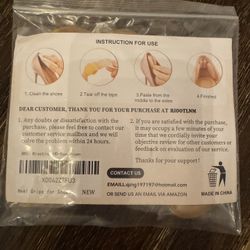 INSTRUCTION FOR USE
1. Clean the shoes
2. Tear off the tape
3. Paste from the
middle to the sides
4. Finished
DEAR CUSTOMER, THANK YOU FOR YOUR PURCHASE AT
1. Any doubts or dissatisfaction with the
purchase, please feel free to contact our
customer service mailbox and we will
solve the problem within 24 hours.
2. If you are satisfied with the purchase,
it may occupy a few minutes of your
time that we cordially invite your
objective review for other customers or
feedback on evaluation of our service.
Thanks for your support!
CONTACT US
OR SEND US AN EMAIL VIA AMAZON
MADE IN
CHINA
Heel Grips for
NEW